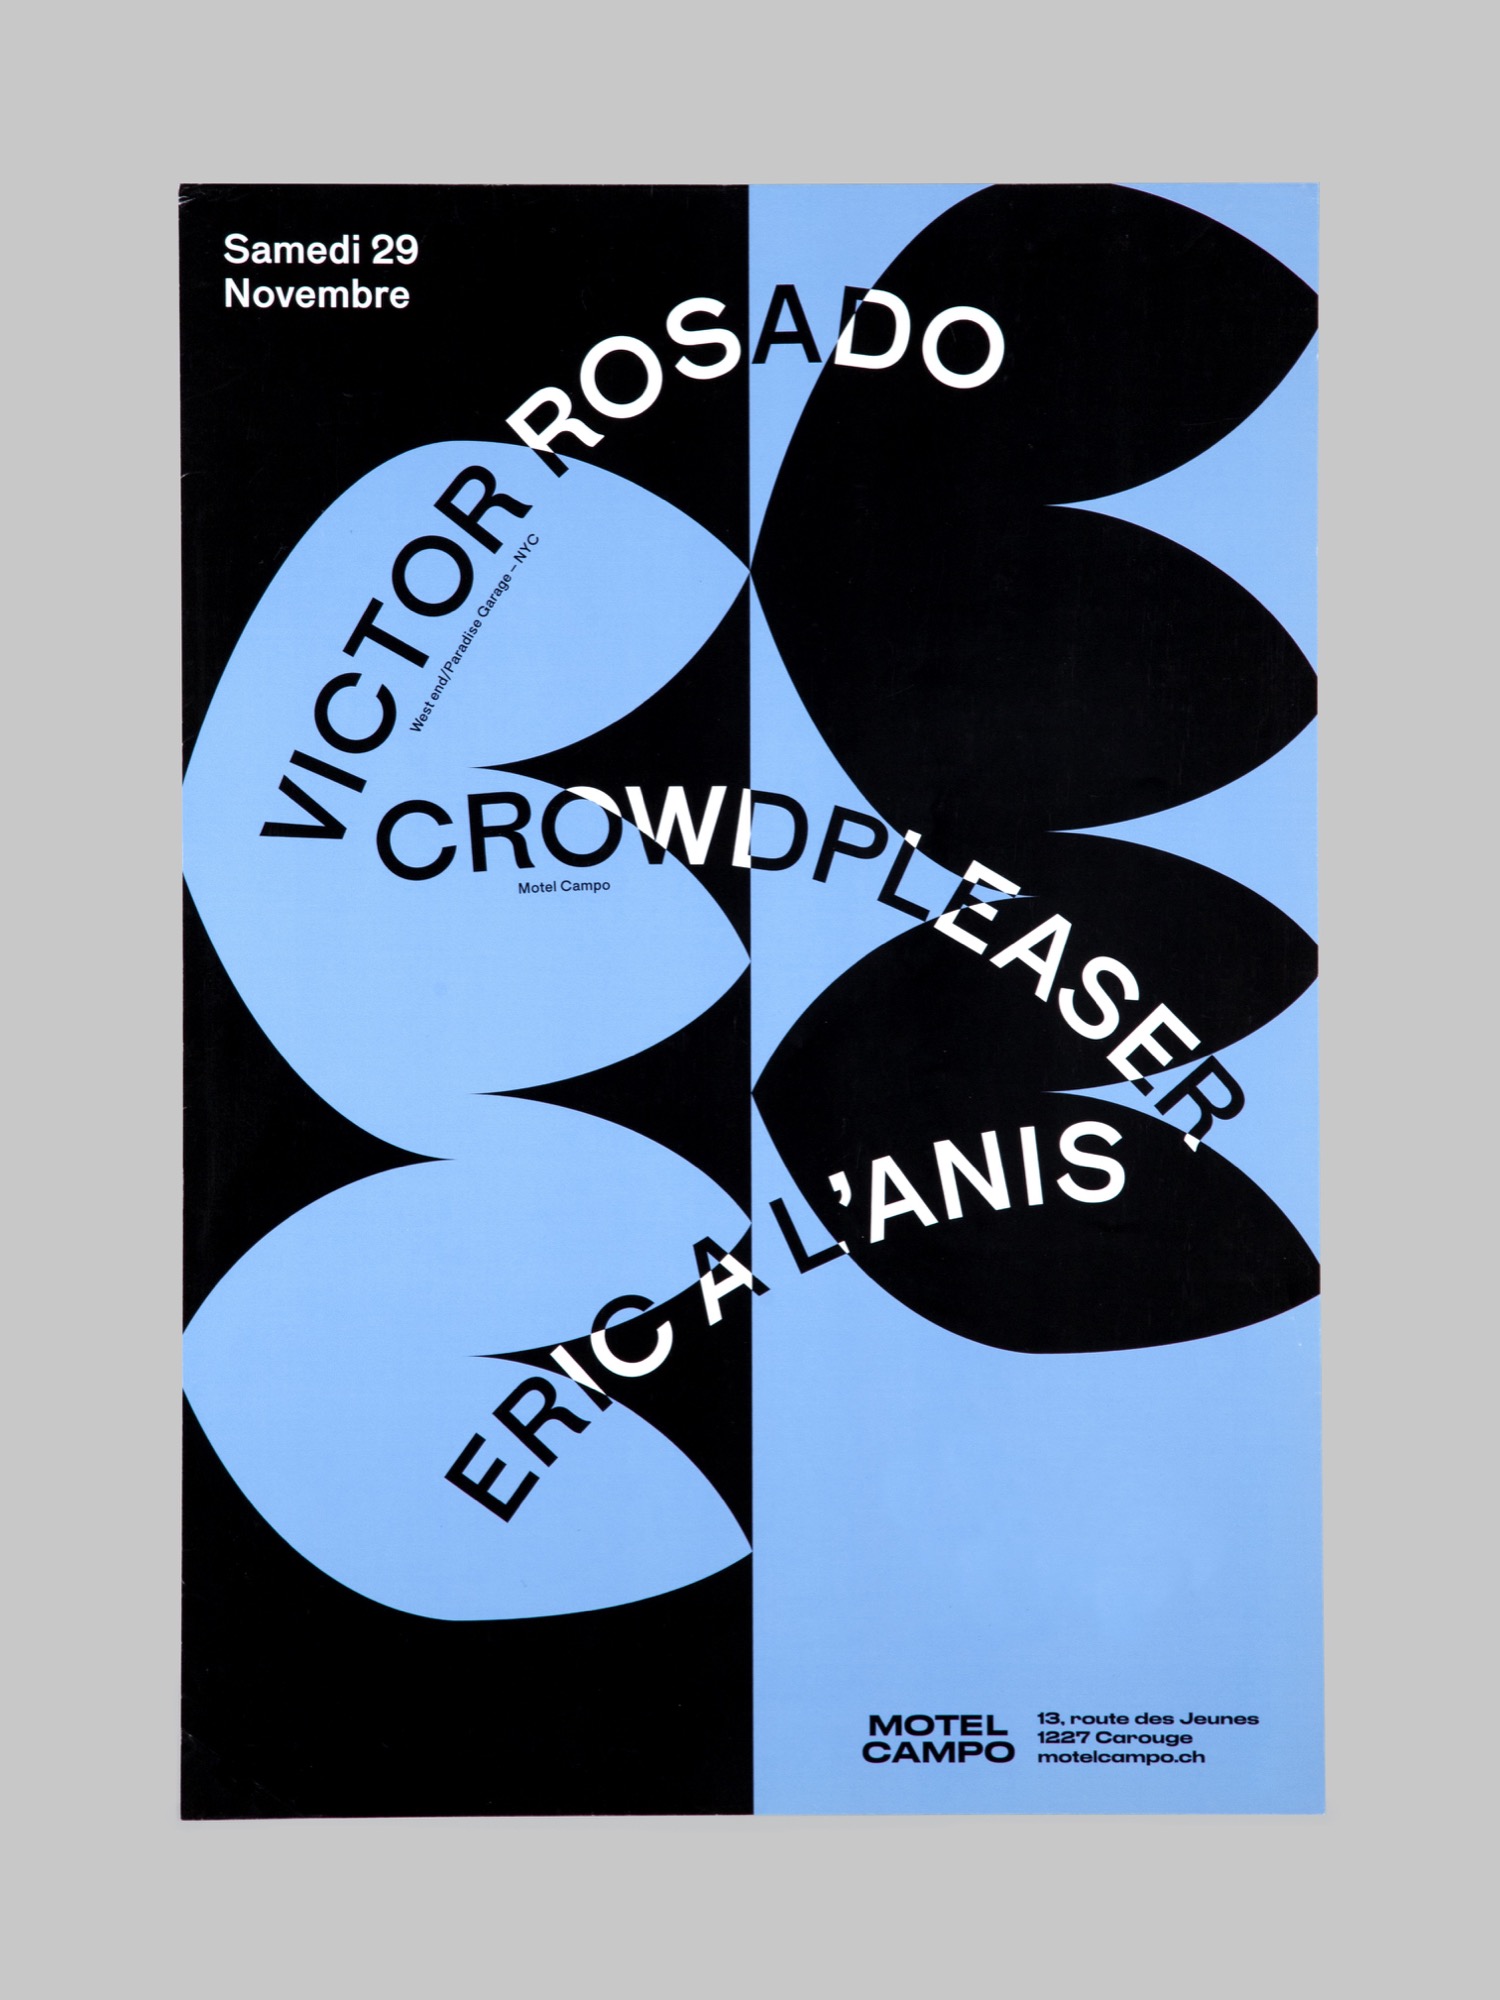 Samedi 29
Novembre
VICTOR ROSADO
West end/Paradise Garage – NYC
CROWDPLEASER
Motel Campo
ERIC A L’ANIS
MOTEL
CAMPO
13, route des Jeunes
1227 Carouge
motelcampo.ch